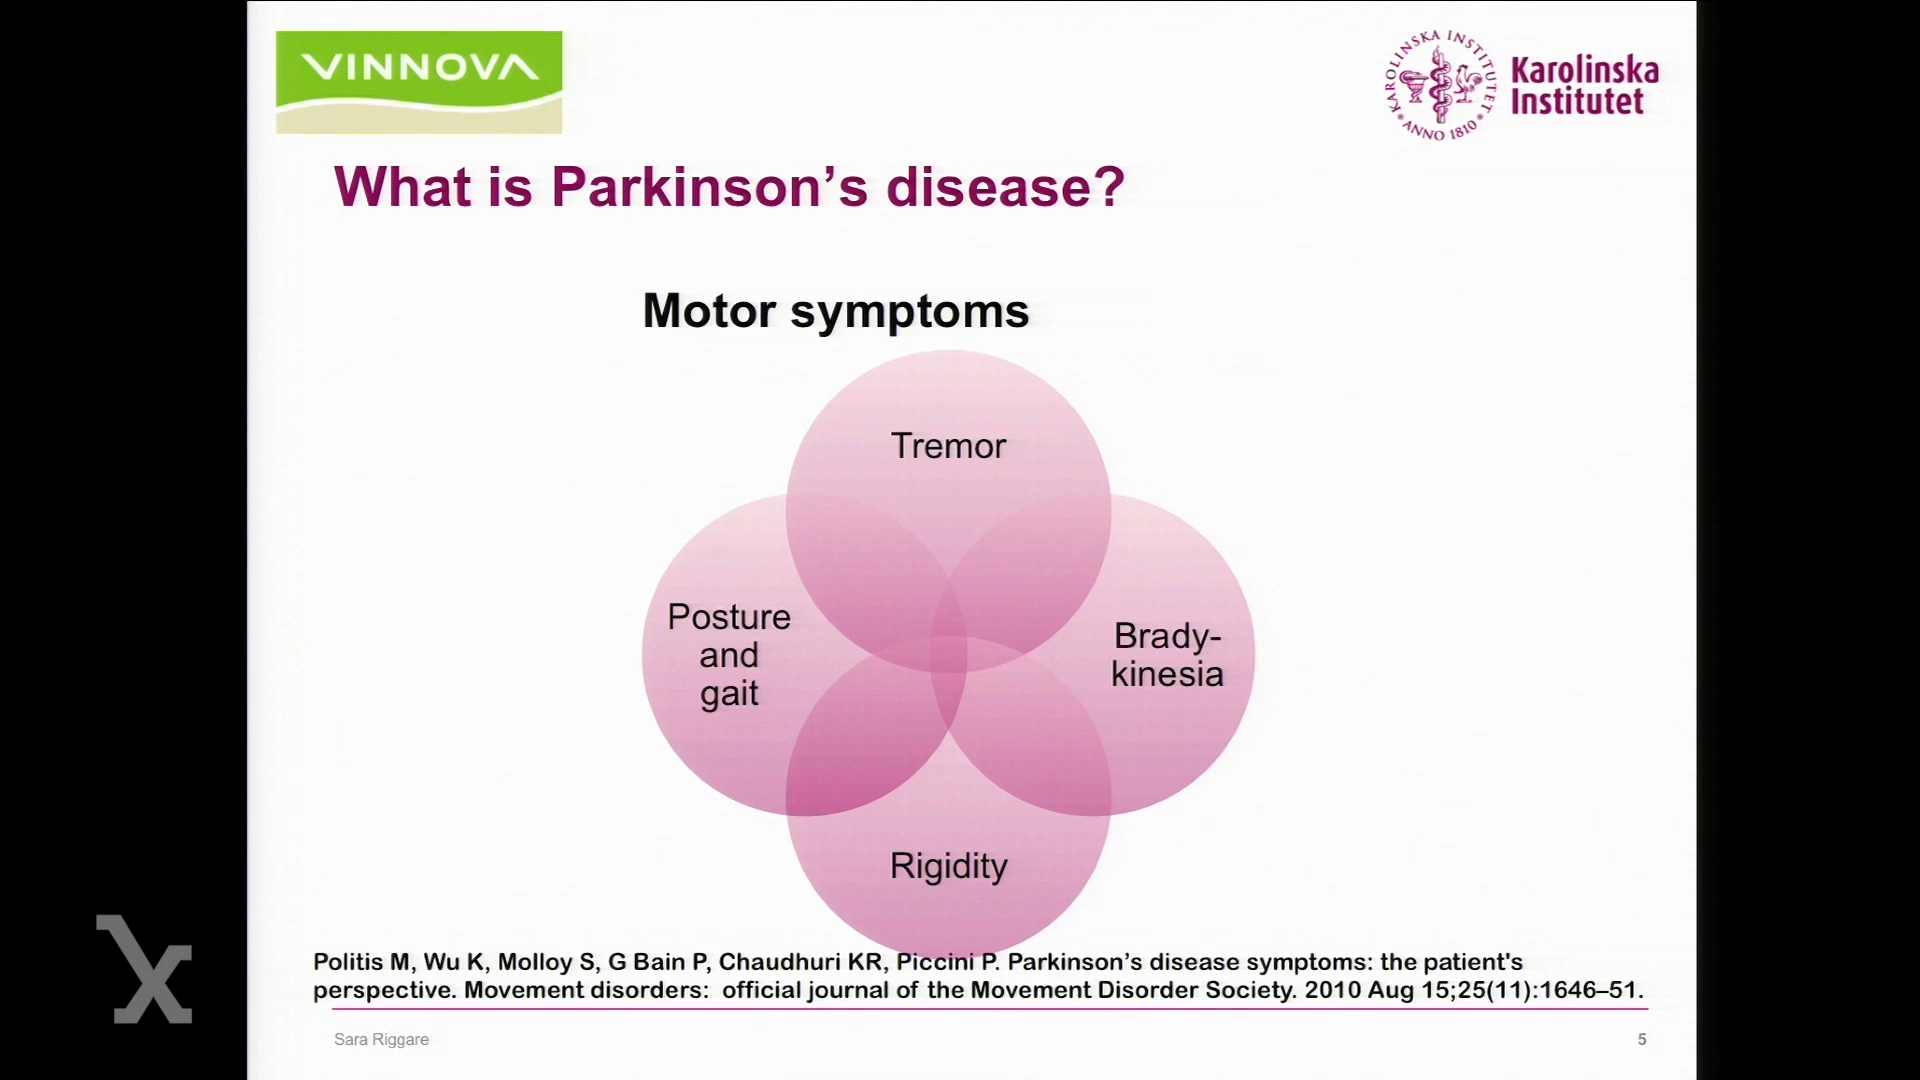 VINNOVA
KAROLINSKA INSTITUTET
ANNO 1810
Karolinska
Institutet
What is Parkinson’s disease?
Motor symptoms
Tremor
Posture
and
gait
Brady-
kinesia
Rigidity
Politis M, Wu K, Molloy S, G Bain P, Chaudhuri KR, Piccini P. Parkinson’s disease symptoms: the patient's
perspective. Movement disorders: official journal of the Movement Disorder Society. 2010 Aug 15;25(11):1646–51.
Sara Riggare
5
x